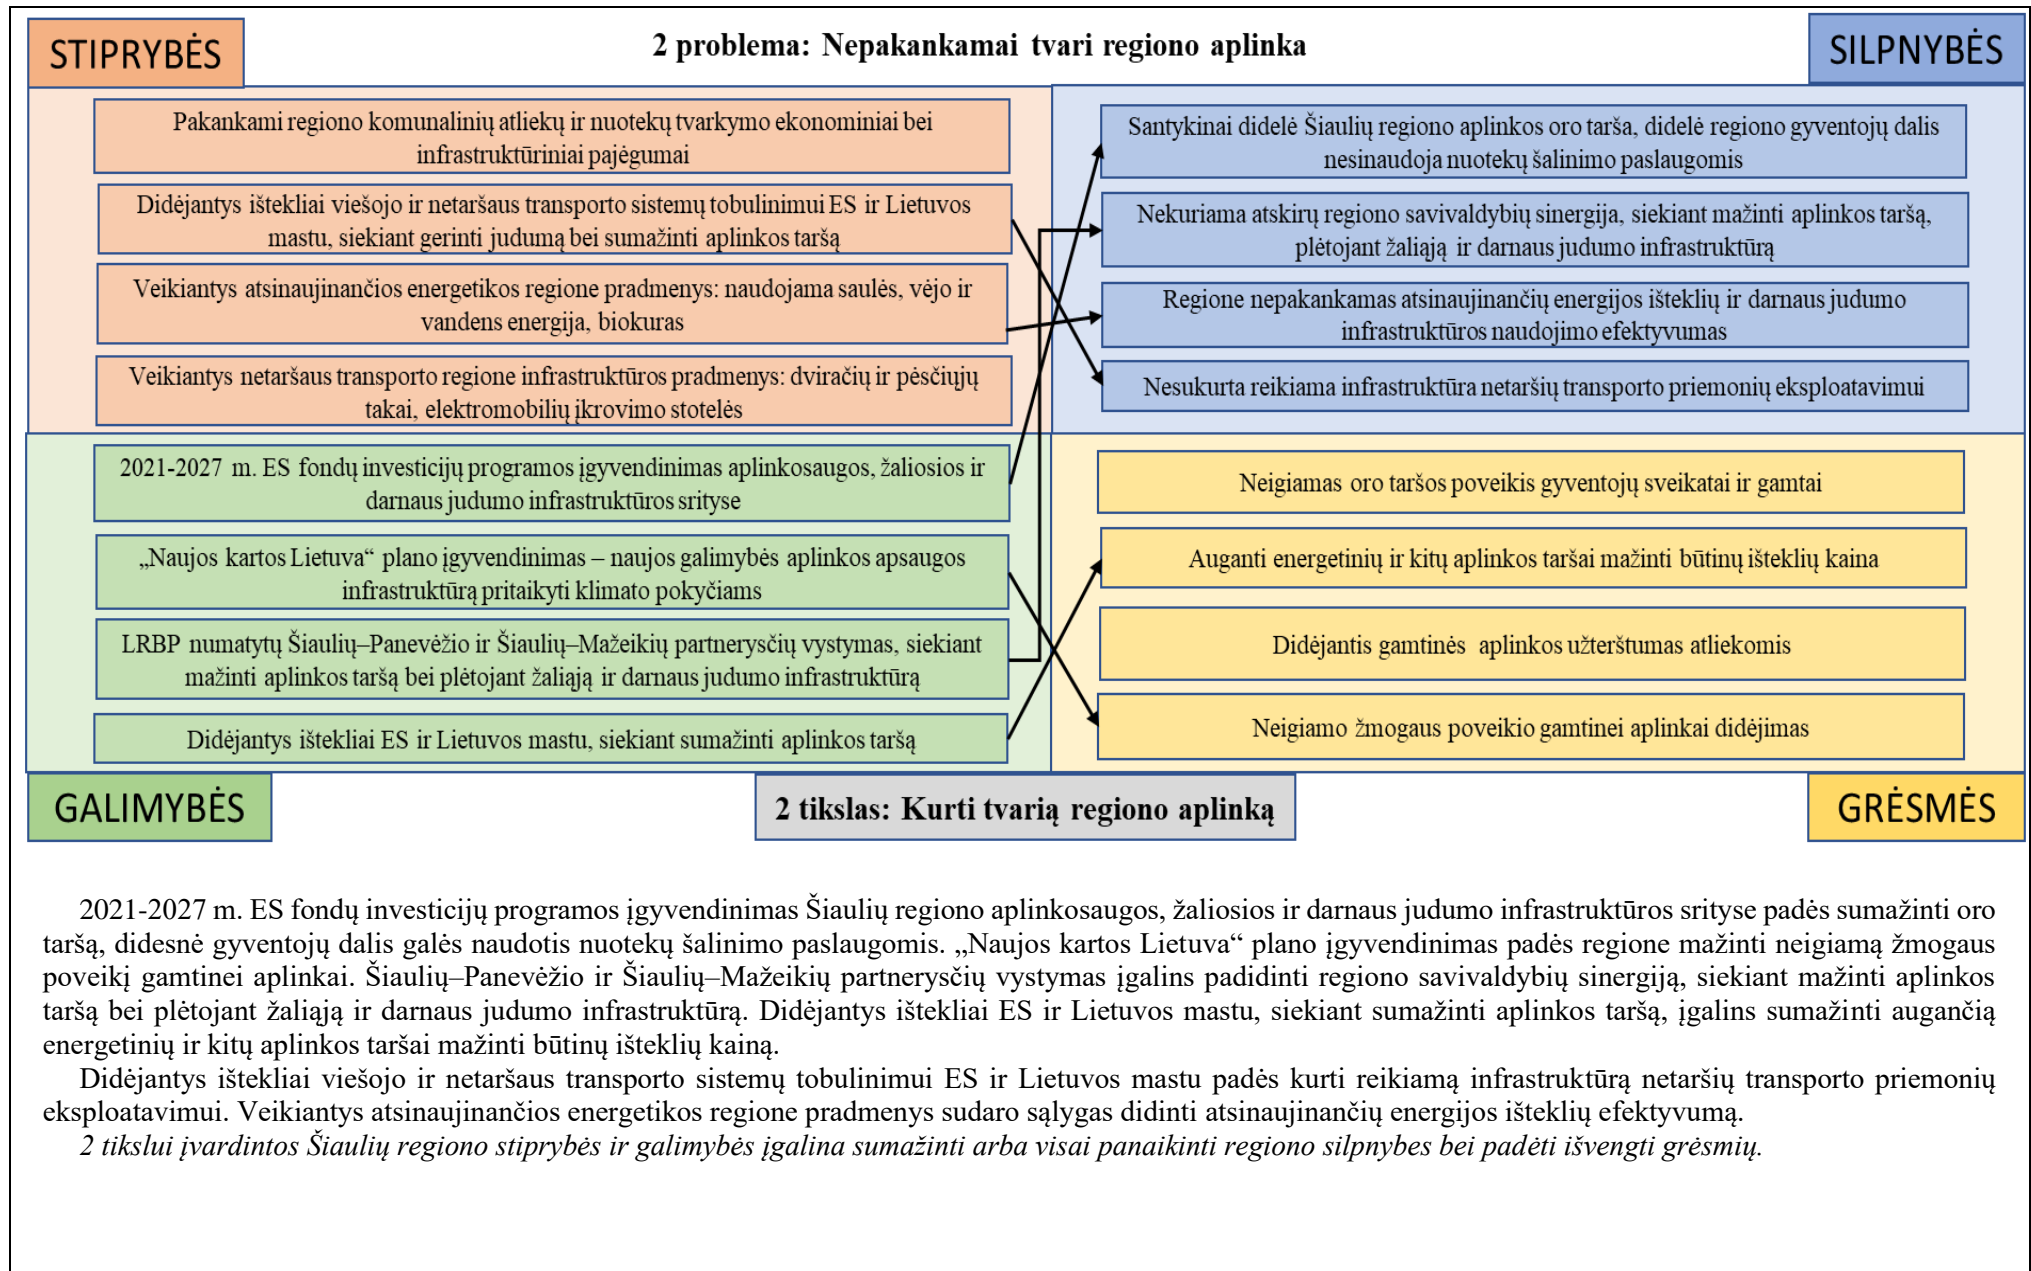 STIPRYBĖS
2 problema: Nepakankamai tvari regiono aplinka
SILPNYBĖS
Pakankami regiono komunalinių atliekų ir nuotekų tvarkymo ekonominiai bei
infrastruktūriniai pajėgumai
Didėjantys ištekliai viešojo ir netaršaus transporto sistemų tobulinimui ES ir Lietuvos
mastu, siekiant gerinti judumą bei sumažinti aplinkos taršą
Veikiantys atsinaujinančios energetikos regione pradmenys: naudojama saulės, vėjo ir
vandens energija, biokuras
Veikiantys netaršaus transporto regione infrastruktūros pradmenys: dviračių ir pėsčiųjų
takai, elektromobilių įkrovimo stotelės
Santykinai didelė Šiaulių regiono aplinkos oro tarša, didelė regiono gyventojų dalis
nesinaudoja nuotekų šalinimo paslaugomis
Nekuriama atskirų regiono savivaldybių sinergija, siekiant mažinti aplinkos taršą,
plėtojant žaliąją ir darnaus judumo infrastruktūrą
Regione nepakankamas atsinaujinančių energijos išteklių ir darnaus judumo
infrastruktūros naudojimo efektyvumas
Nesukurta reikiama infrastruktūra netaršių transporto priemonių eksploatavimui
2021-2027 m. ES fondų investicijų programos įgyvendinimas aplinkosaugos, žaliosios ir
darnaus judumo infrastruktūros srityse
„Naujos kartos Lietuva“ plano įgyvendinimas – naujos galimybės aplinkos apsaugos
infrastruktūrą pritaikyti klimato pokyčiams
LRBP numatytų Šiaulių–Panevėžio ir Šiaulių–Mažeikių partnerysčių vystymas, siekiant
mažinti aplinkos taršą bei plėtojant žaliąją ir darnaus judumo infrastruktūrą
Didėjantys ištekliai ES ir Lietuvos mastu, siekiant sumažinti aplinkos taršą
Neigiamas oro taršos poveikis gyventojų sveikatai ir gamtai
Auganti energetinių ir kitų aplinkos taršai mažinti būtinų išteklių kaina
Didėjantis gamtinės aplinkos užterštumas atliekomis
Neigiamo žmogaus poveikio gamtinei aplinkai didėjimas
GALIMYBĖS
2 tikslas: Kurti tvarią regiono aplinką
GRĖSMĖS
2021-2027 m. ES fondų investicijų programos įgyvendinimas Šiaulių regiono aplinkosaugos, žaliosios ir darnaus judumo infrastruktūros srityse padės sumažinti oro
taršą, didesnė gyventojų dalis galės naudotis nuotekų šalinimo paslaugomis. „Naujos kartos Lietuva“ plano įgyvendinimas padės regione mažinti neigiamą žmogaus
poveikį gamtinei aplinkai. Šiaulių–Panevėžio ir Šiaulių–Mažeikių partnerysčių vystymas įgalins padidinti regiono savivaldybių sinergiją, siekiant mažinti aplinkos
taršą bei plėtojant žaliąją ir darnaus judumo infrastruktūrą. Didėjantys ištekliai ES ir Lietuvos mastu, siekiant sumažinti aplinkos taršą, įgalins sumažinti augančią
energetinių ir kitų aplinkos taršai mažinti būtinų išteklių kainą.
Didėjantys ištekliai viešojo ir netaršaus transporto sistemų tobulinimui ES ir Lietuvos mastu padės kurti reikiamą infrastruktūrą netaršių transporto priemonių
eksploatavimui. Veikiantys atsinaujinančios energetikos regione pradmenys sudaro sąlygas didinti atsinaujinančių energijos išteklių efektyvumą.
2 tikslui įvardintos Šiaulių regiono stiprybės ir galimybės įgalina sumažinti arba visai panaikinti regiono silpnybes bei padėti išvengti grėsmių.